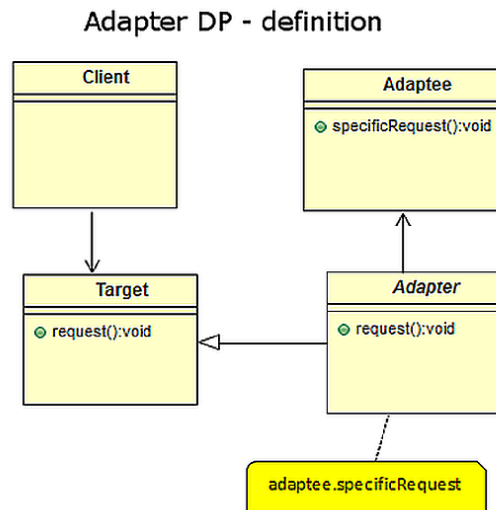 Adapter DP - definition
Client
Adaptee
specificRequest():void
Target
request():void
Adapter
request():void
adaptee.specificRequest